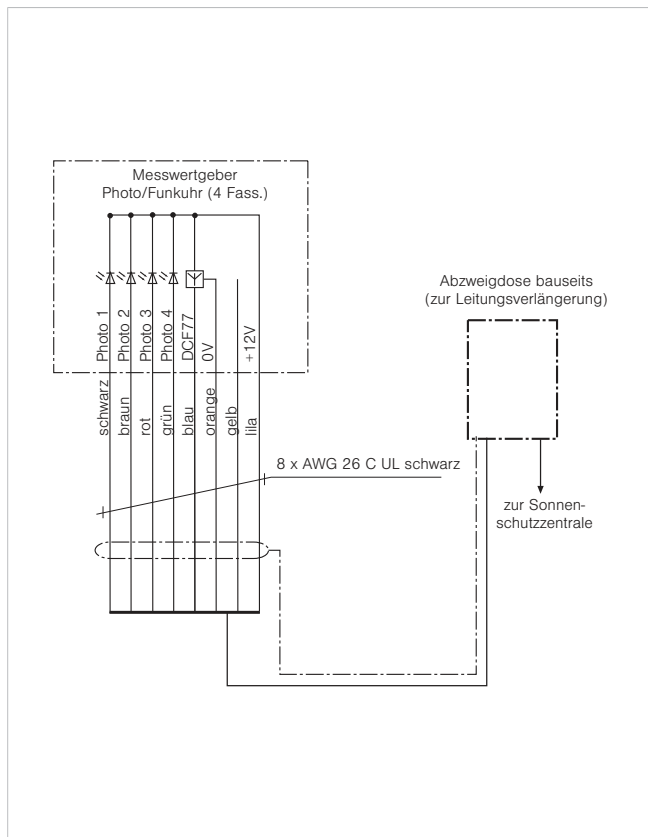 Messwertgeber
Photo/Funkuhr (4 Fass.)
Photo 1
Photo 2
Photo 3
Photo 4
DCF77
0V
+12V
schwarz
braun
rot
grün
blau
orange
gelb
lila
8 x AWG 26 C UL schwarz
Abzweigdose bauseits
(zur Leitungsverlängerung)
zur Sonnen-
schutzzentrale